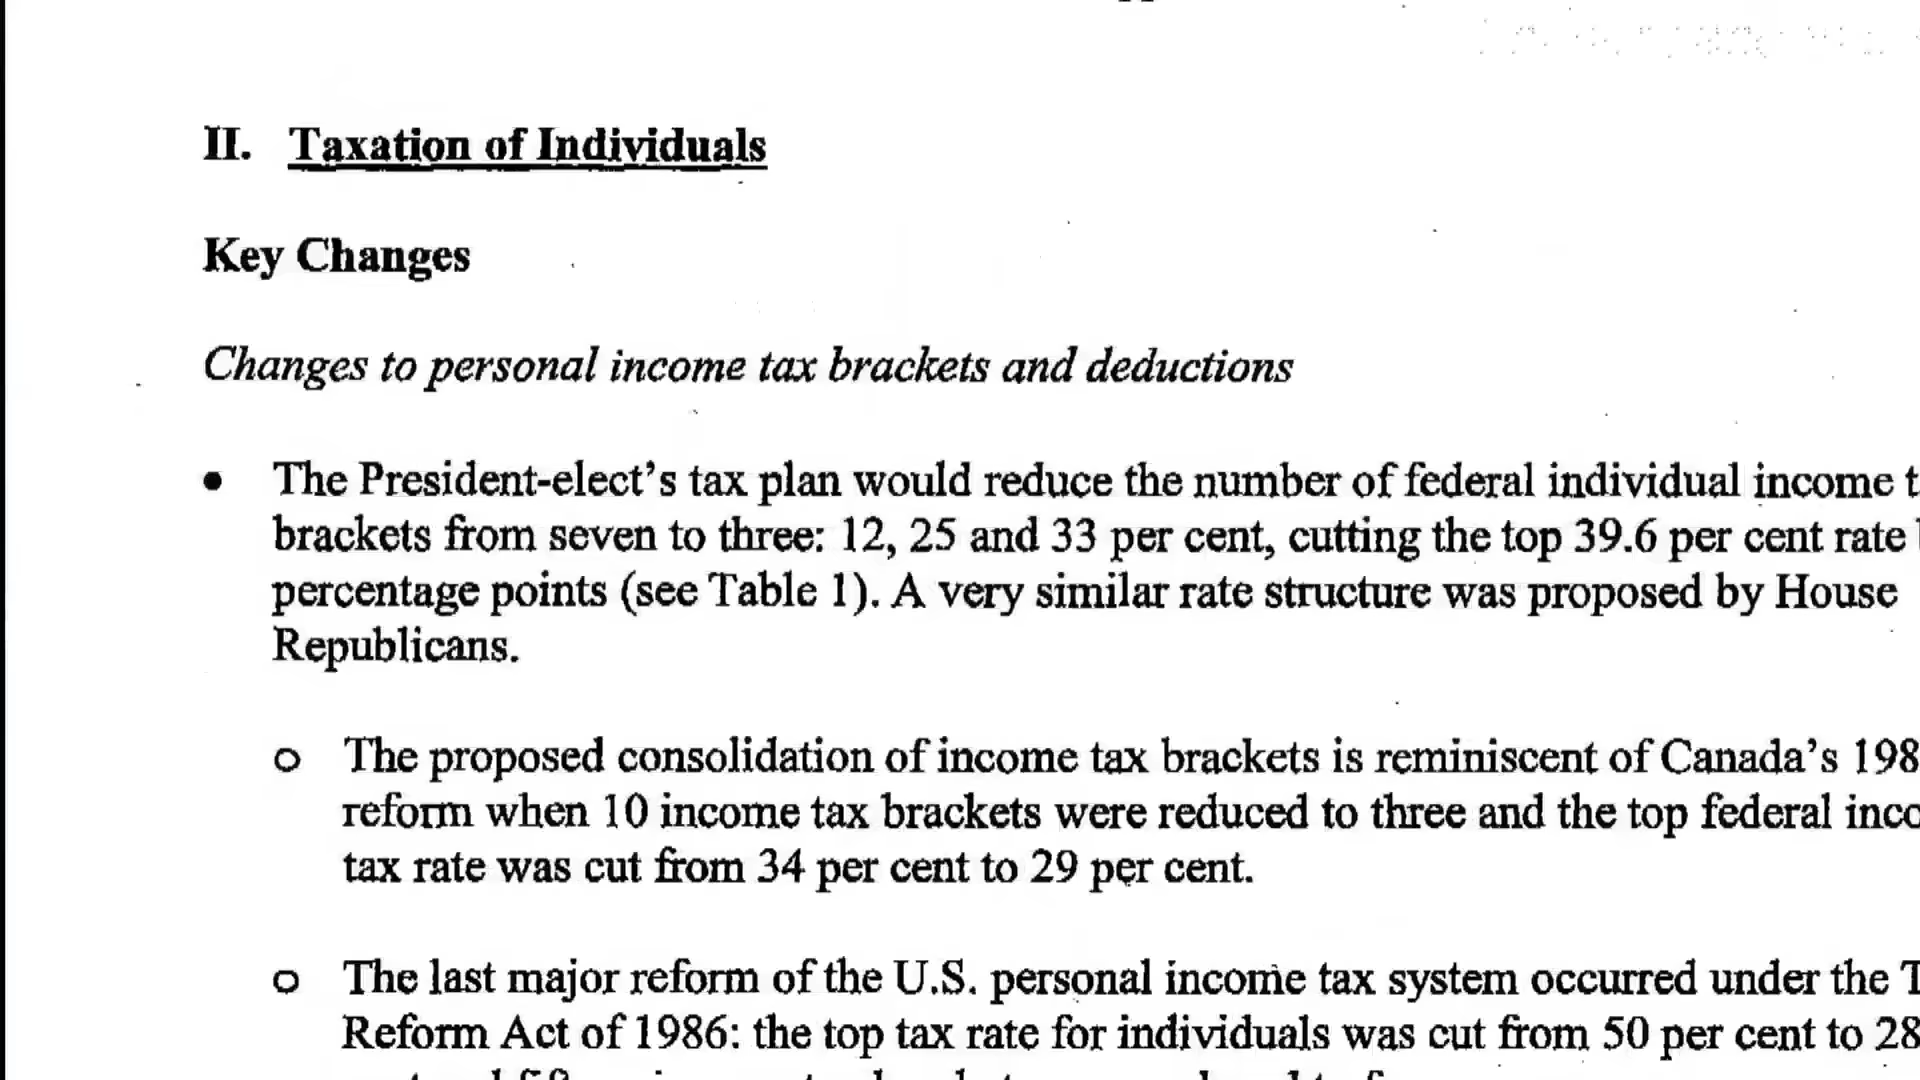 II. Taxation of Individuals
Key Changes
Changes to personal income tax brackets and deductions
• The President-elect's tax plan would reduce the number of federal individual income
brackets from seven to three: 12, 25 and 33 per cent, cutting the top 39.6 per cent rate
percentage points (see Table 1). A very similar rate structure was proposed by House
Republicans.
o The proposed consolidation of income tax brackets is reminiscent of Canada's 198
reform when 10 income tax brackets were reduced to three and the top federal inco
tax rate was cut from 34 per cent to 29 per cent.
o The last major reform of the U.S. personal income tax system occurred under the T
Reform Act of 1986: the top tax rate for individuals was cut from 50 per cent to 28